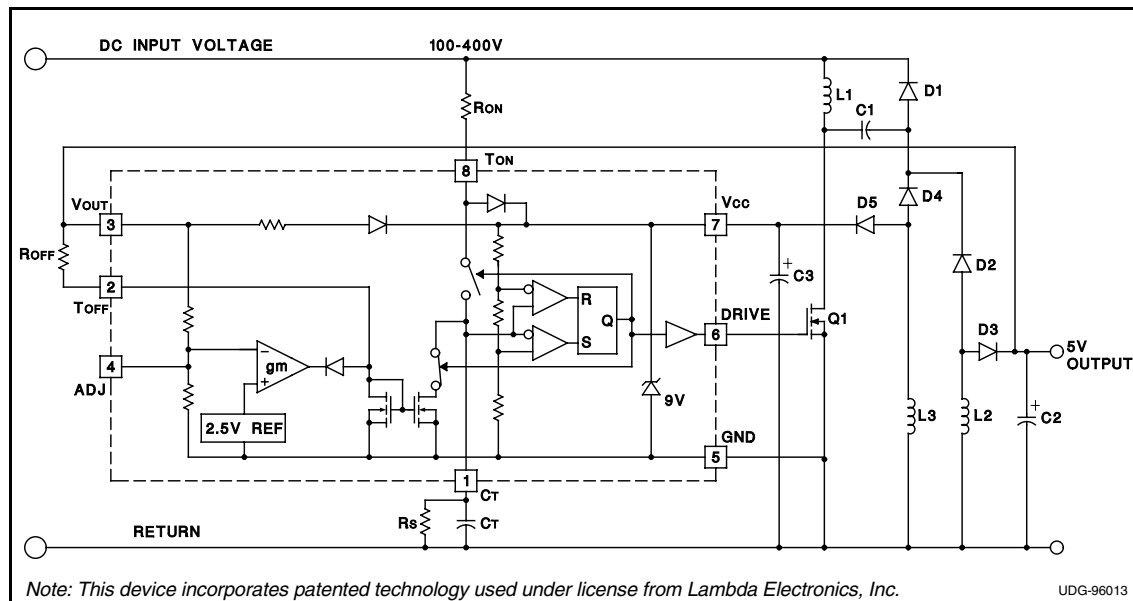 DC INPUT VOLTAGE 100-400V
RON
L1
D1
C1
8 TON
VOUT
3
VCC
7
D5
D4
ROFF
2
TOFF
C3
D2
R
Q
S
DRIVE
6
Q1
D3
5V
OUTPUT
4
ADJ
gm
2.5V REF
9V
GND
5
L3
L2
C2
1
CT
RS
CT
RETURN
Note: This device incorporates patented technology used under license from Lambda Electronics, Inc.
UDG-96013